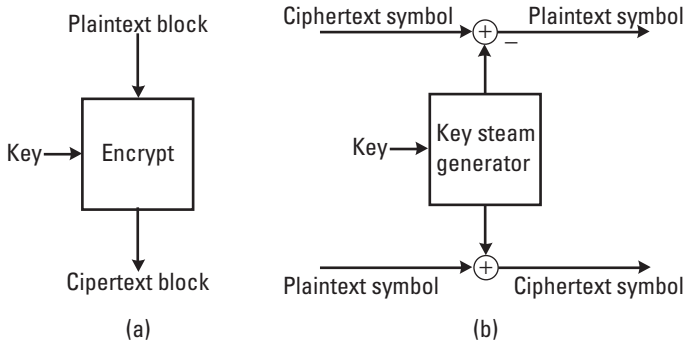 Plaintext block
Key
Encrypt
Cipertext block
(a)
Ciphertext symbol
+
–
Plaintext symbol
Key
Key steam
generator
Plaintext symbol
+
Ciphertext symbol
(b)